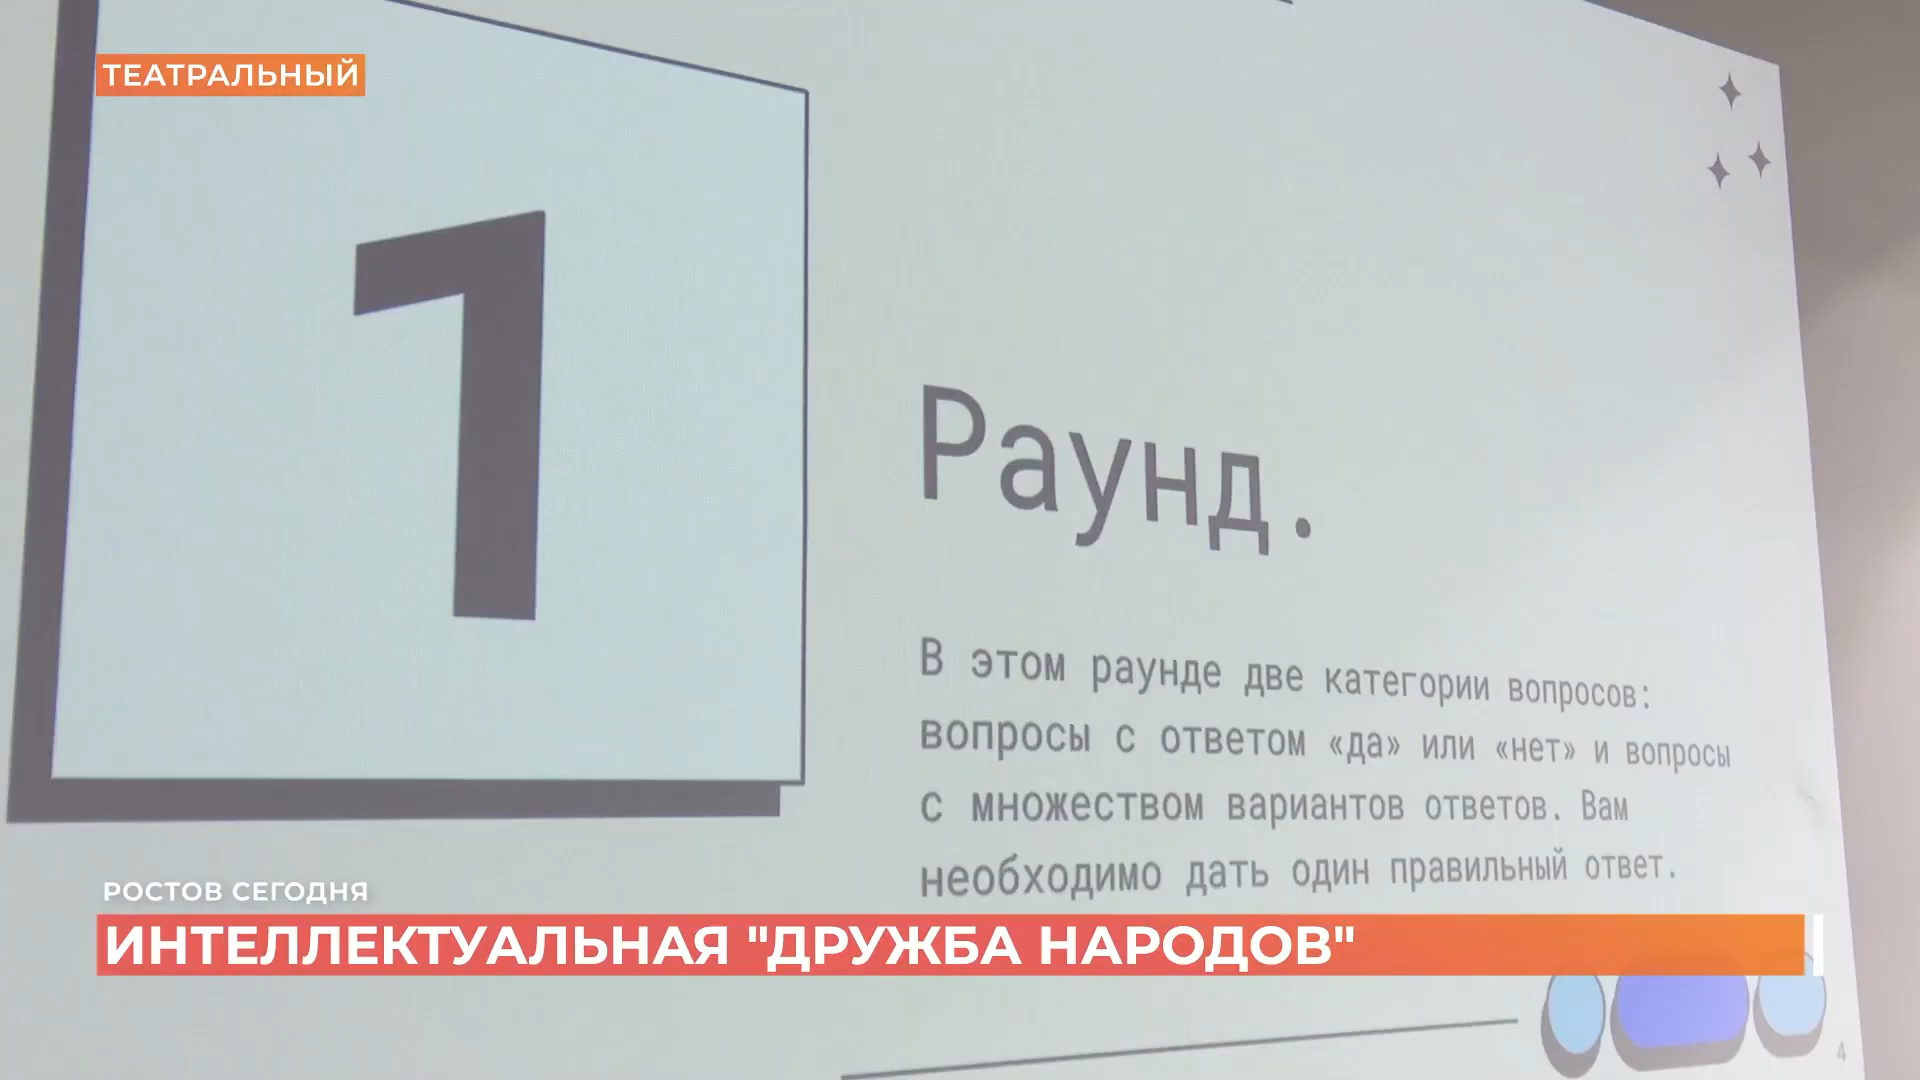 ТЕАТРАЛЬНЫЙ
1
Раунд.
В этом раунде две категории вопросов:
вопросы с ответом «да» или «нет» и вопросы
с множеством вариантов ответов. Вам
необходимо дать один правильный ответ.
РОСТОВ СЕГОДНЯ
ИНТЕЛЛЕКТУАЛЬНАЯ "ДРУЖБА НАРОДОВ"
4